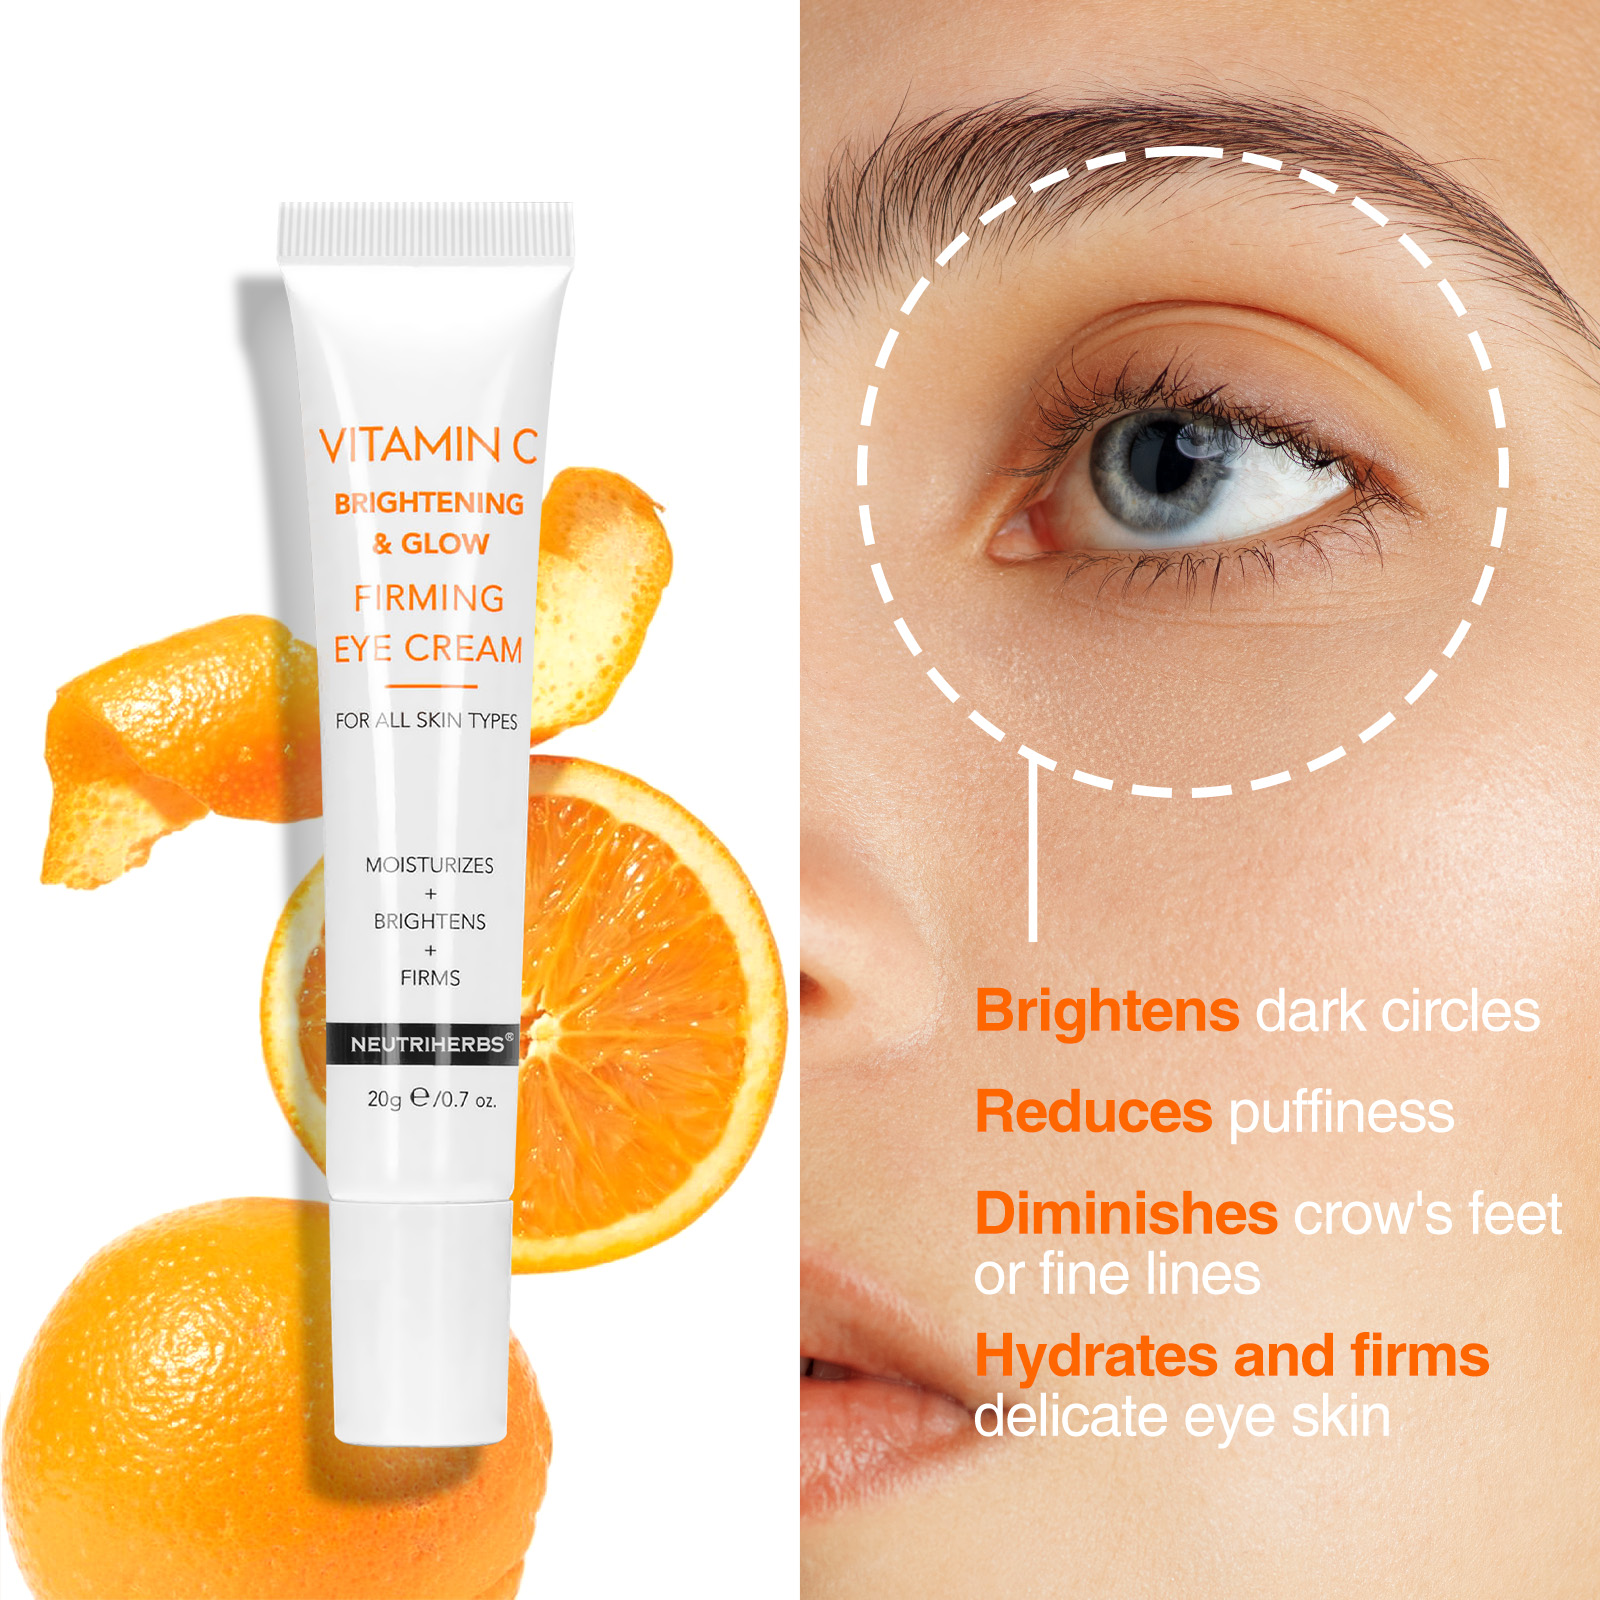 VITAMIN C
BRIGHTENING
& GLOW
FIRMING
EYE CREAM
FOR ALL SKIN TYPES
MOISTURIZES
+
BRIGHTENS
+
FIRMS
NEUTRIHERBS®
20g ℮/0.7 oz.
Brightens dark circles
Reduces puffiness
Diminishes crow's feet
or fine lines
Hydrates and firms
delicate eye skin